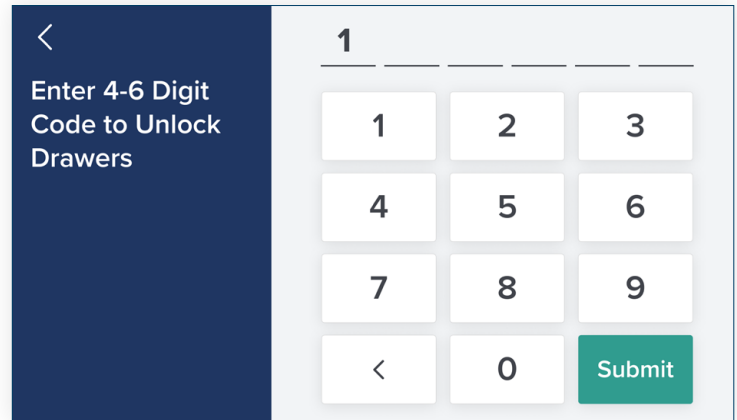 Enter 4-6 Digit
Code to Unlock
Drawers
1
1 2 3
4 5 6
7 8 9
< 0 Submit